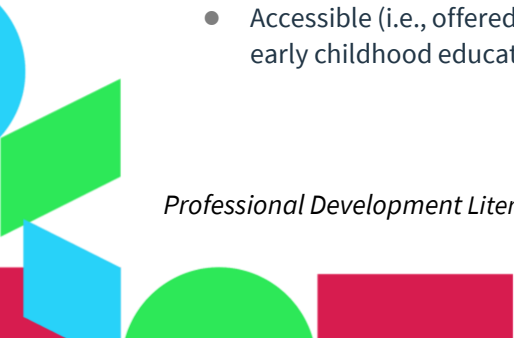 ● Accessible (i.e., offered
early childhood educat
Professional Development Liter